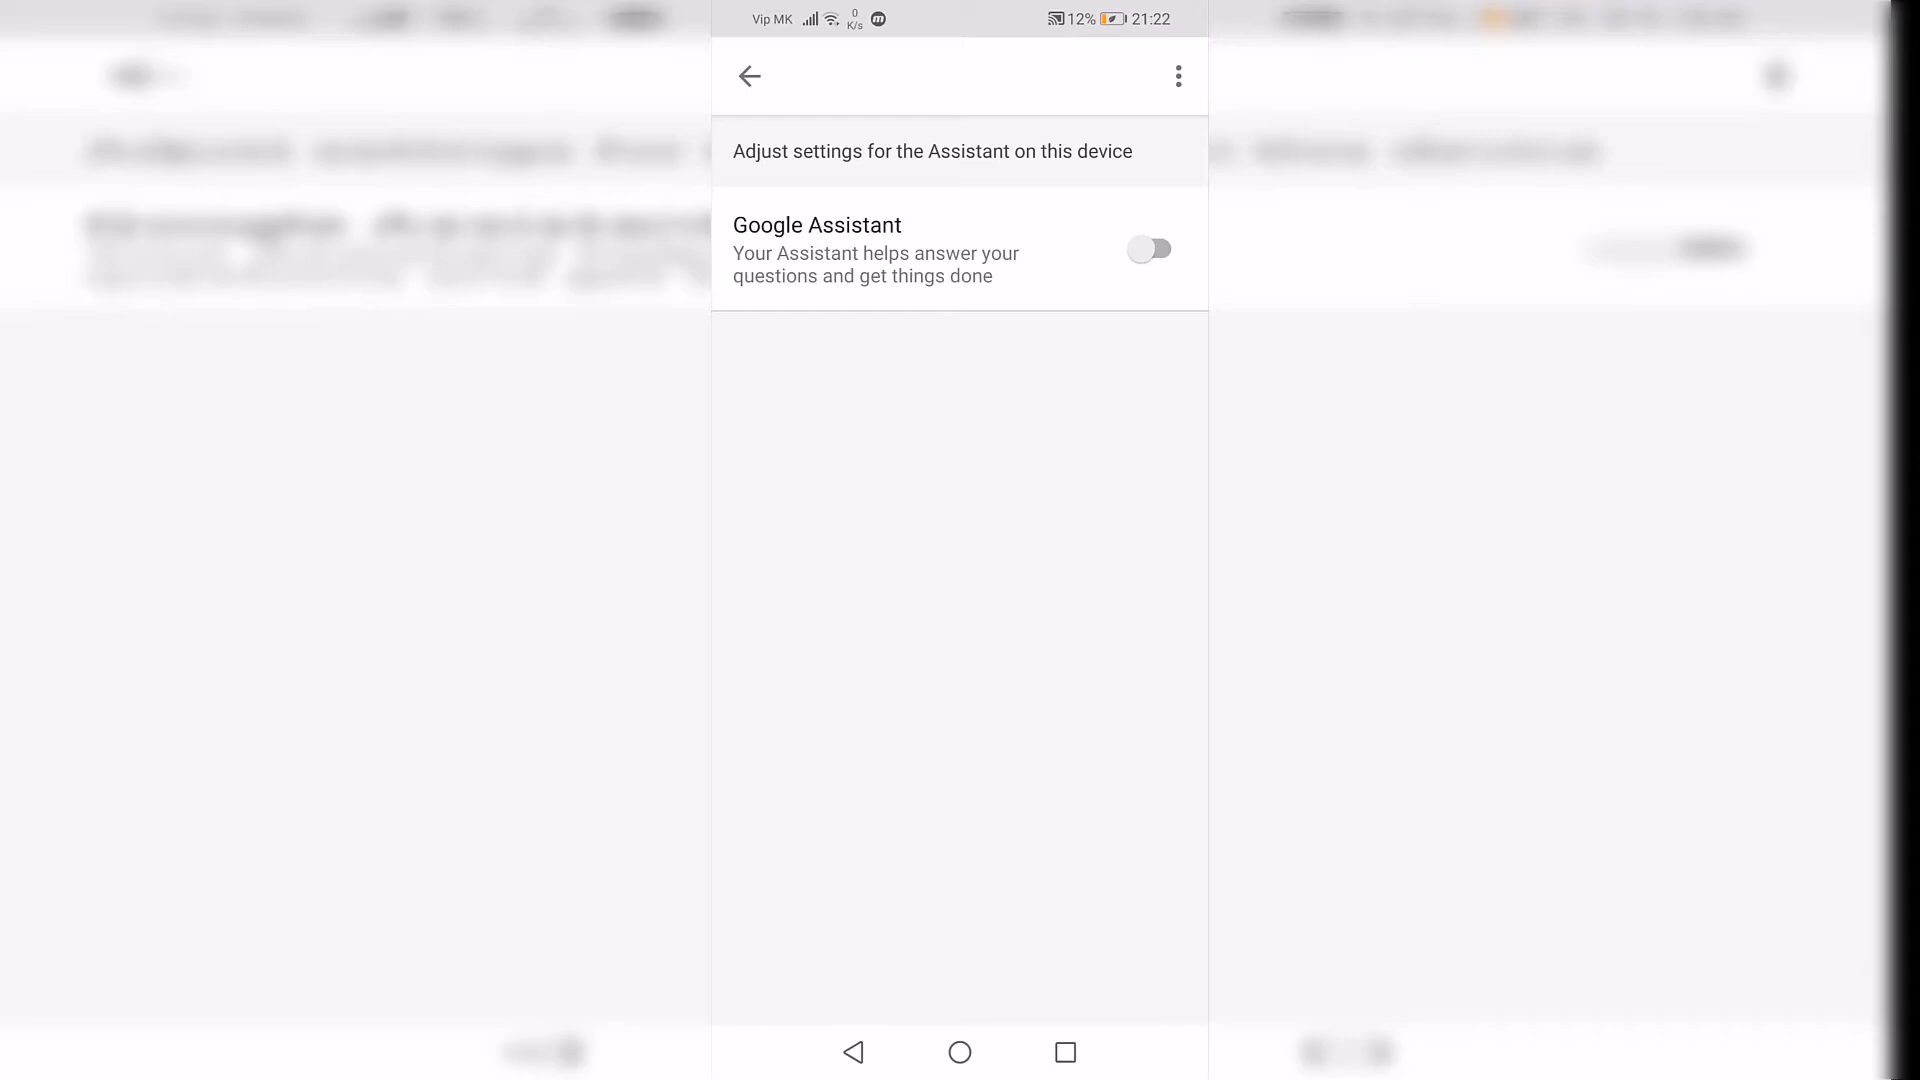 Vip MK 0 K/s m 12% 21:22
Adjust settings for the Assistant on this device
Google Assistant
Your Assistant helps answer your
questions and get things done